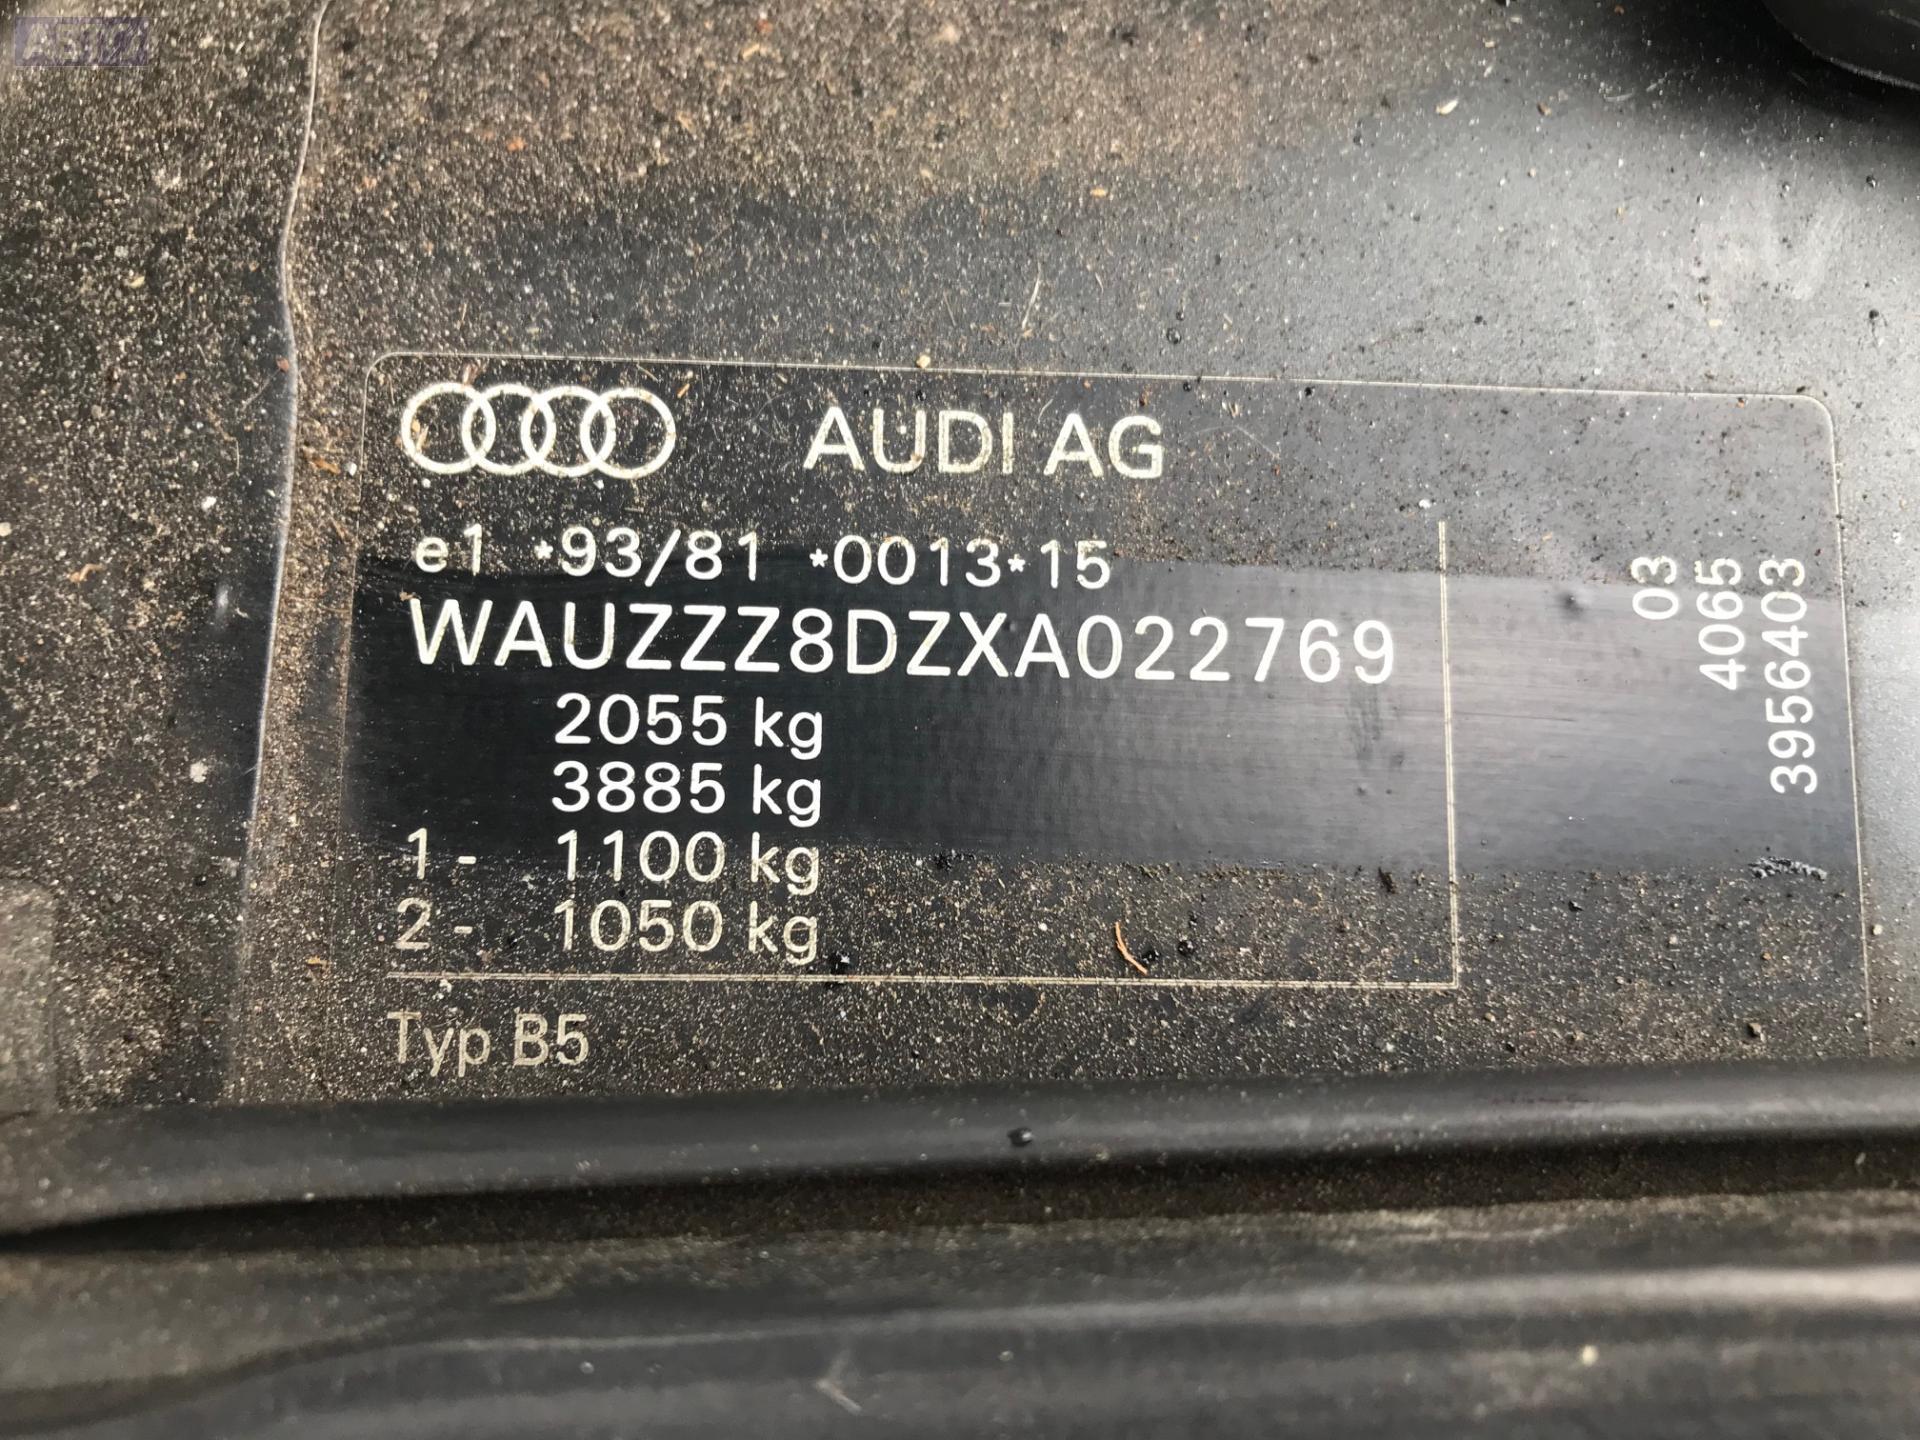 AUDI AG
e1 *93/81 *0013*15
WAUZZZ8DZXA022769
2055 kg
3885 kg
1- 1100 kg
2- 1050 kg
Typ B5
03
4065
3956403